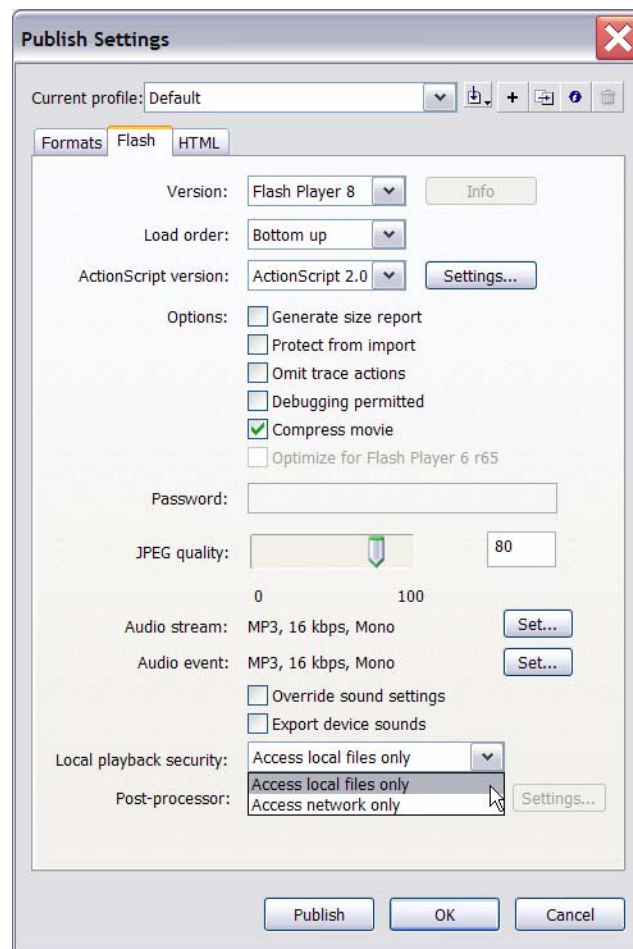 Publish Settings
Current profile: Default
Formats Flash HTML
Version: Flash Player 8 Info
Load order: Bottom up
ActionScript version: ActionScript 2.0 Settings...
Options: Generate size report
Protect from import
Omit trace actions
Debugging permitted
Compress movie
Optimize for Flash Player 6 r65
Password:
JPEG quality: 80
0 100
Audio stream: MP3, 16 kbps, Mono Set...
Audio event: MP3, 16 kbps, Mono Set...
Override sound settings
Export device sounds
Local playback security: Access local files only
Access local files only
Post-processor: Access network only Settings...
Publish OK Cancel